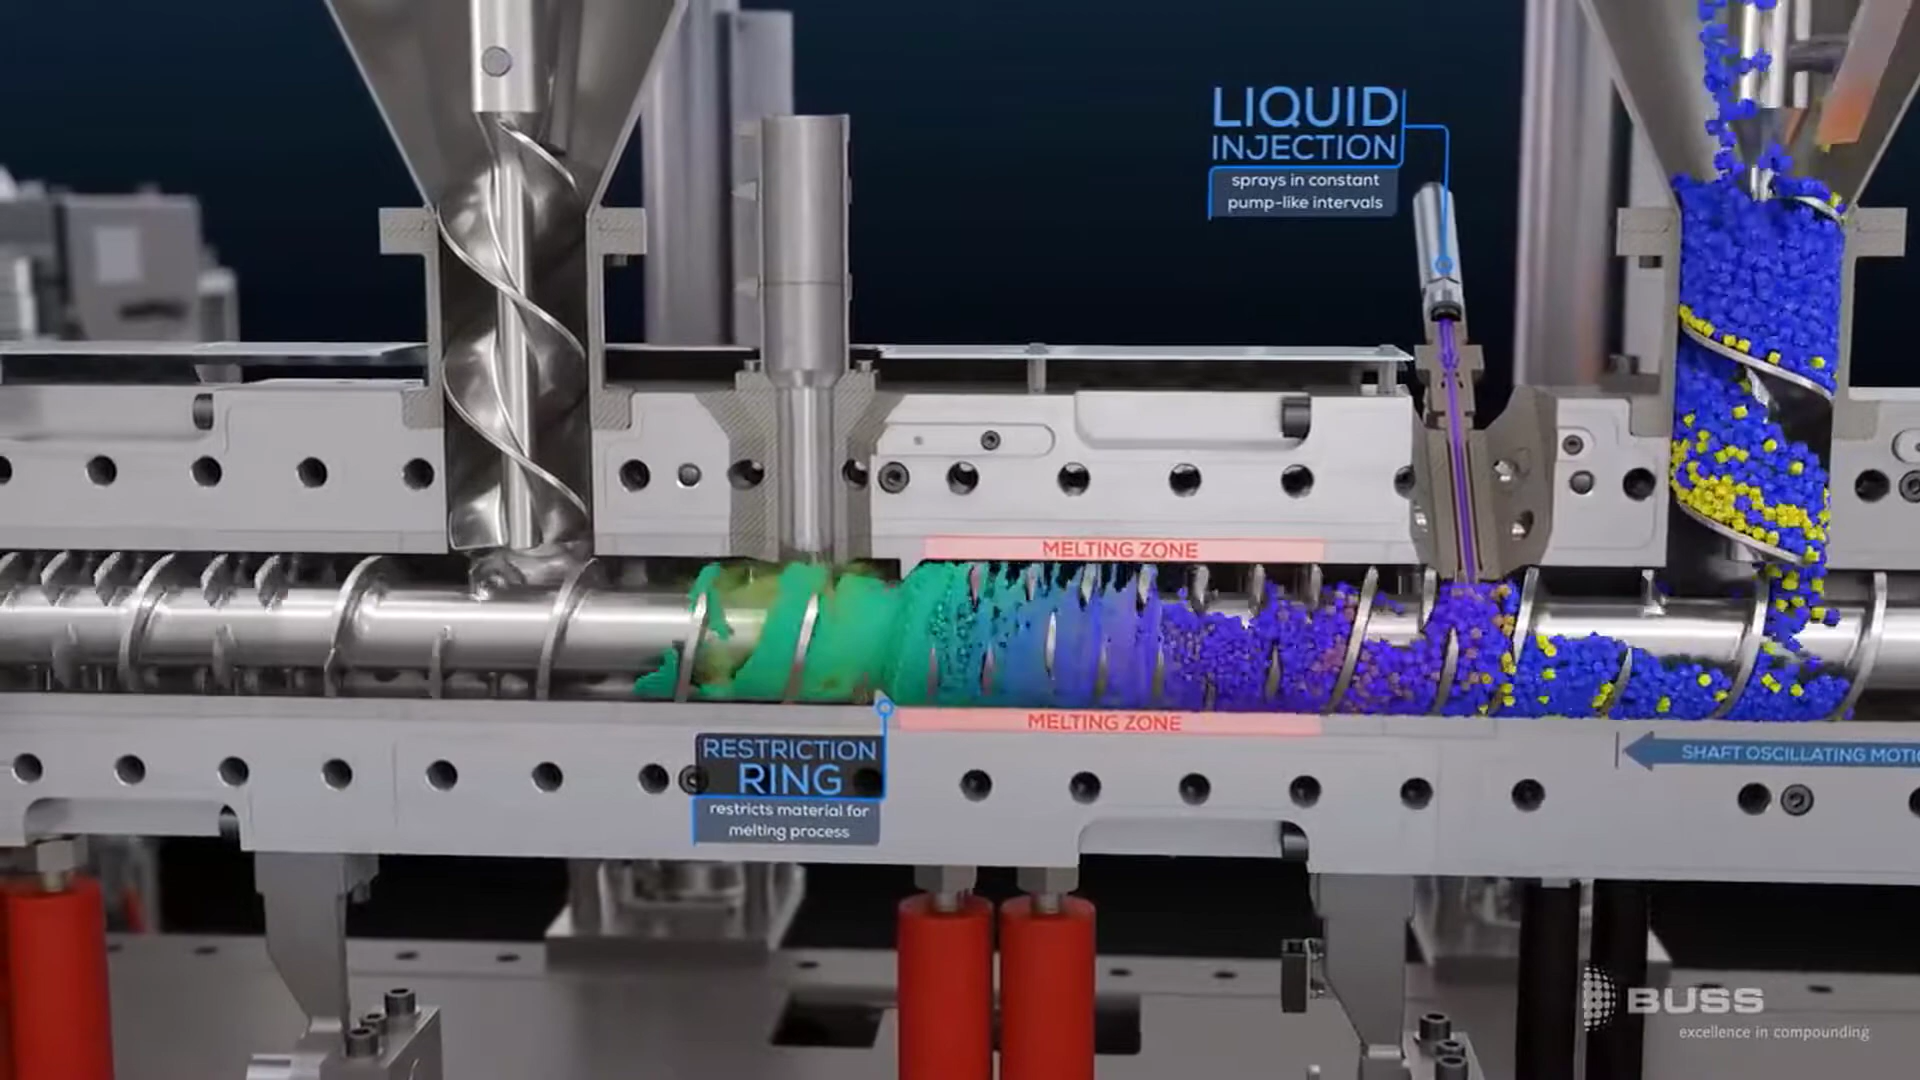 LIQUID
INJECTION
sprays in constant
pump-like intervals
MELTING ZONE
MELTING ZONE
RESTRICTION
RING
restricts material for
melting process
SHAFT OSCILLATING
BUSS
excellence in compounding